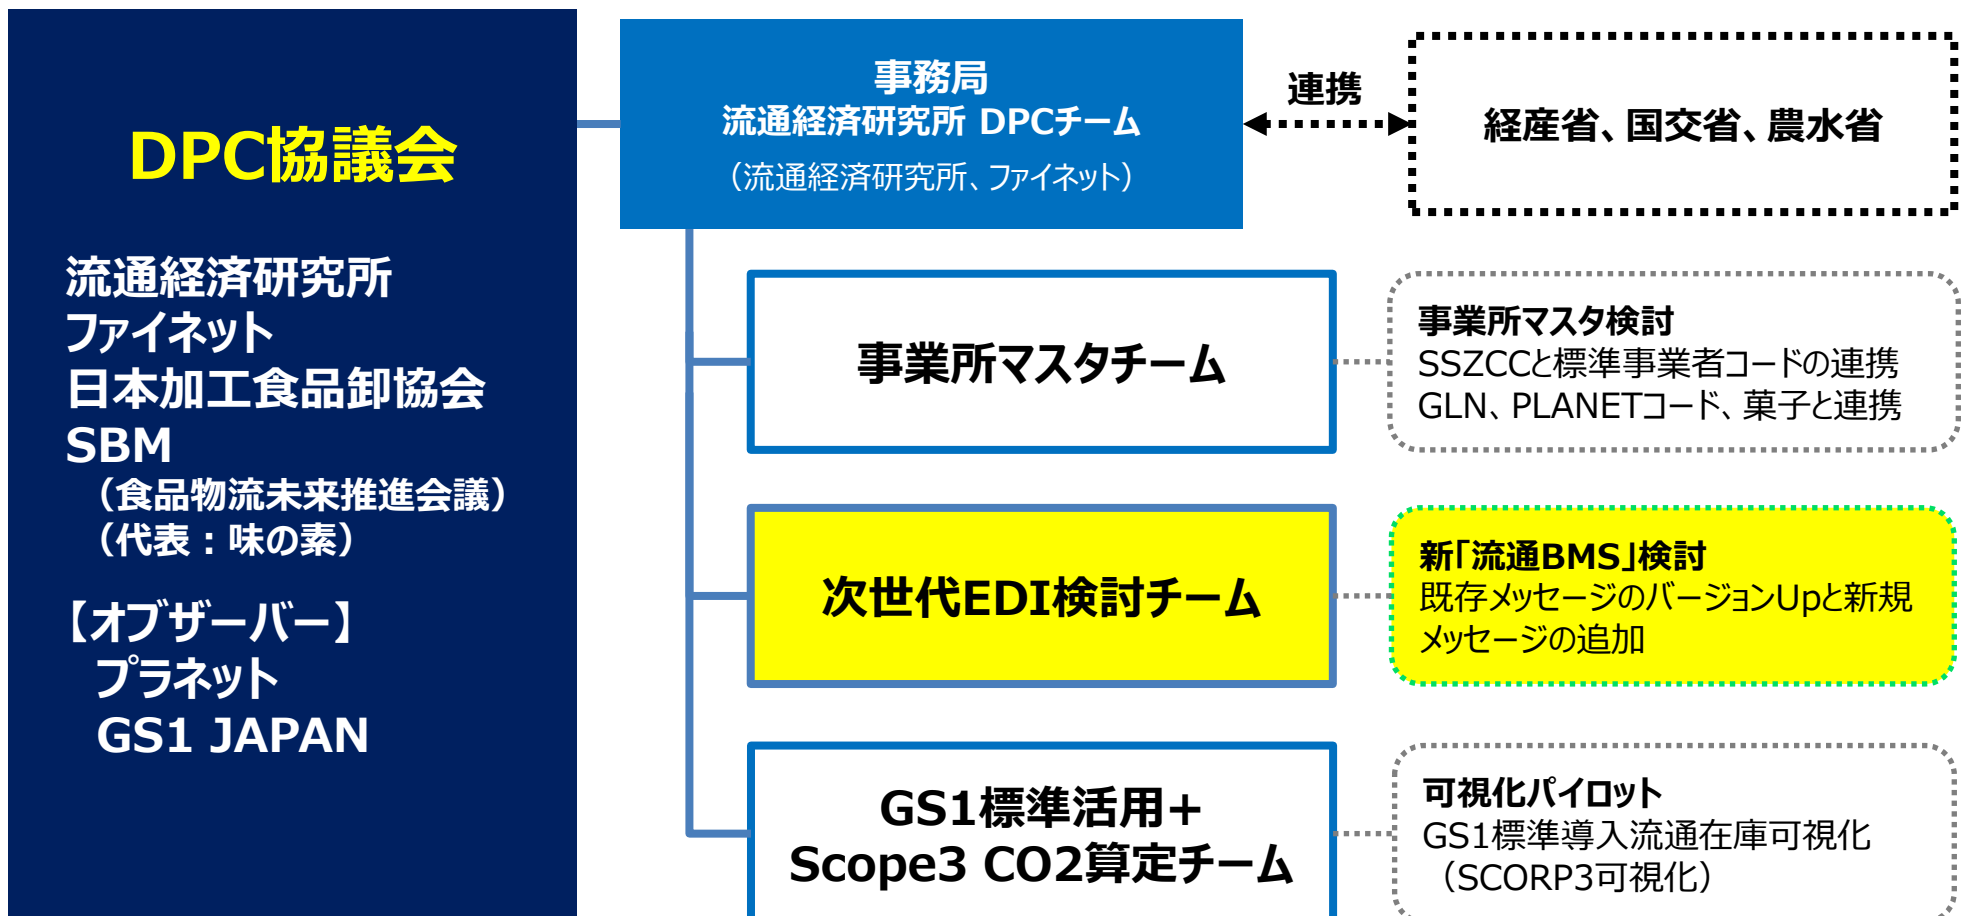 DPC協議会
流通経済研究所
ファイネット
日本加工食品卸協会
SBM
（食品物流未来推進会議）
（代表：味の素）
【オブザーバー】
プラネット
GS1 JAPAN
事務局
流通経済研究所 DPCチーム
（流通経済研究所、ファイネット）
連携
経産省、国交省、農水省
事業所マスタチーム
事業所マスタ検討
SSZCCと標準事業者コードの連携
GLN、PLANETコード、菓子と連携
次世代EDI検討チーム
新「流通BMS」検討
既存メッセージのバージョンUpと新規
メッセージの追加
GS1標準活用+
Scope3 CO2算定チーム
可視化パイロット
GS1標準導入流通在庫可視化
（SCORP3可視化）